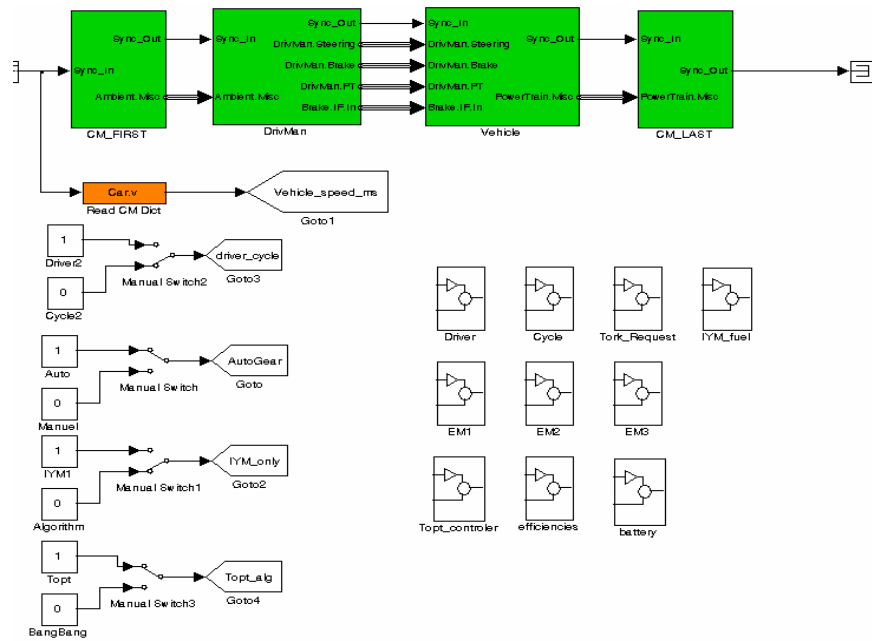 Sync_Out
Sync_In
Sync_Out
Sync_In
Sync_Out
Sync_In
DrivMan.Steering
DrivMan.Steering
Sync_In
DrivMan.Brake
DrivMan.Brake
Sync_Out
Ambient.Misc
Ambient.Misc
DrivMan.PT
DrivMan.PT
PowerTrain.Misc
PowerTrain.Misc
Brake.IF.In
Brake.IF.In
CM_FIRST
DrivMan
Vehicle
CM_LAST
Car.v
Read CM Dict
Vehicle_speed_ms
Goto1
1
Driver2
0
Cycle2
Manual Switch2
driver_cycle
Goto3
1
Auto
0
Manuel
Manual Switch
AutoGear
Goto
1
IYM1
0
Algorithm
Manual Switch1
IYM_only
Goto2
1
Topt
0
BangBang
Manual Switch3
Topt_alg
Goto4
Driver
Cycle
Tork_Request
IYM_fuel
EM1
EM2
EM3
Topt_controler
efficiencies
battery